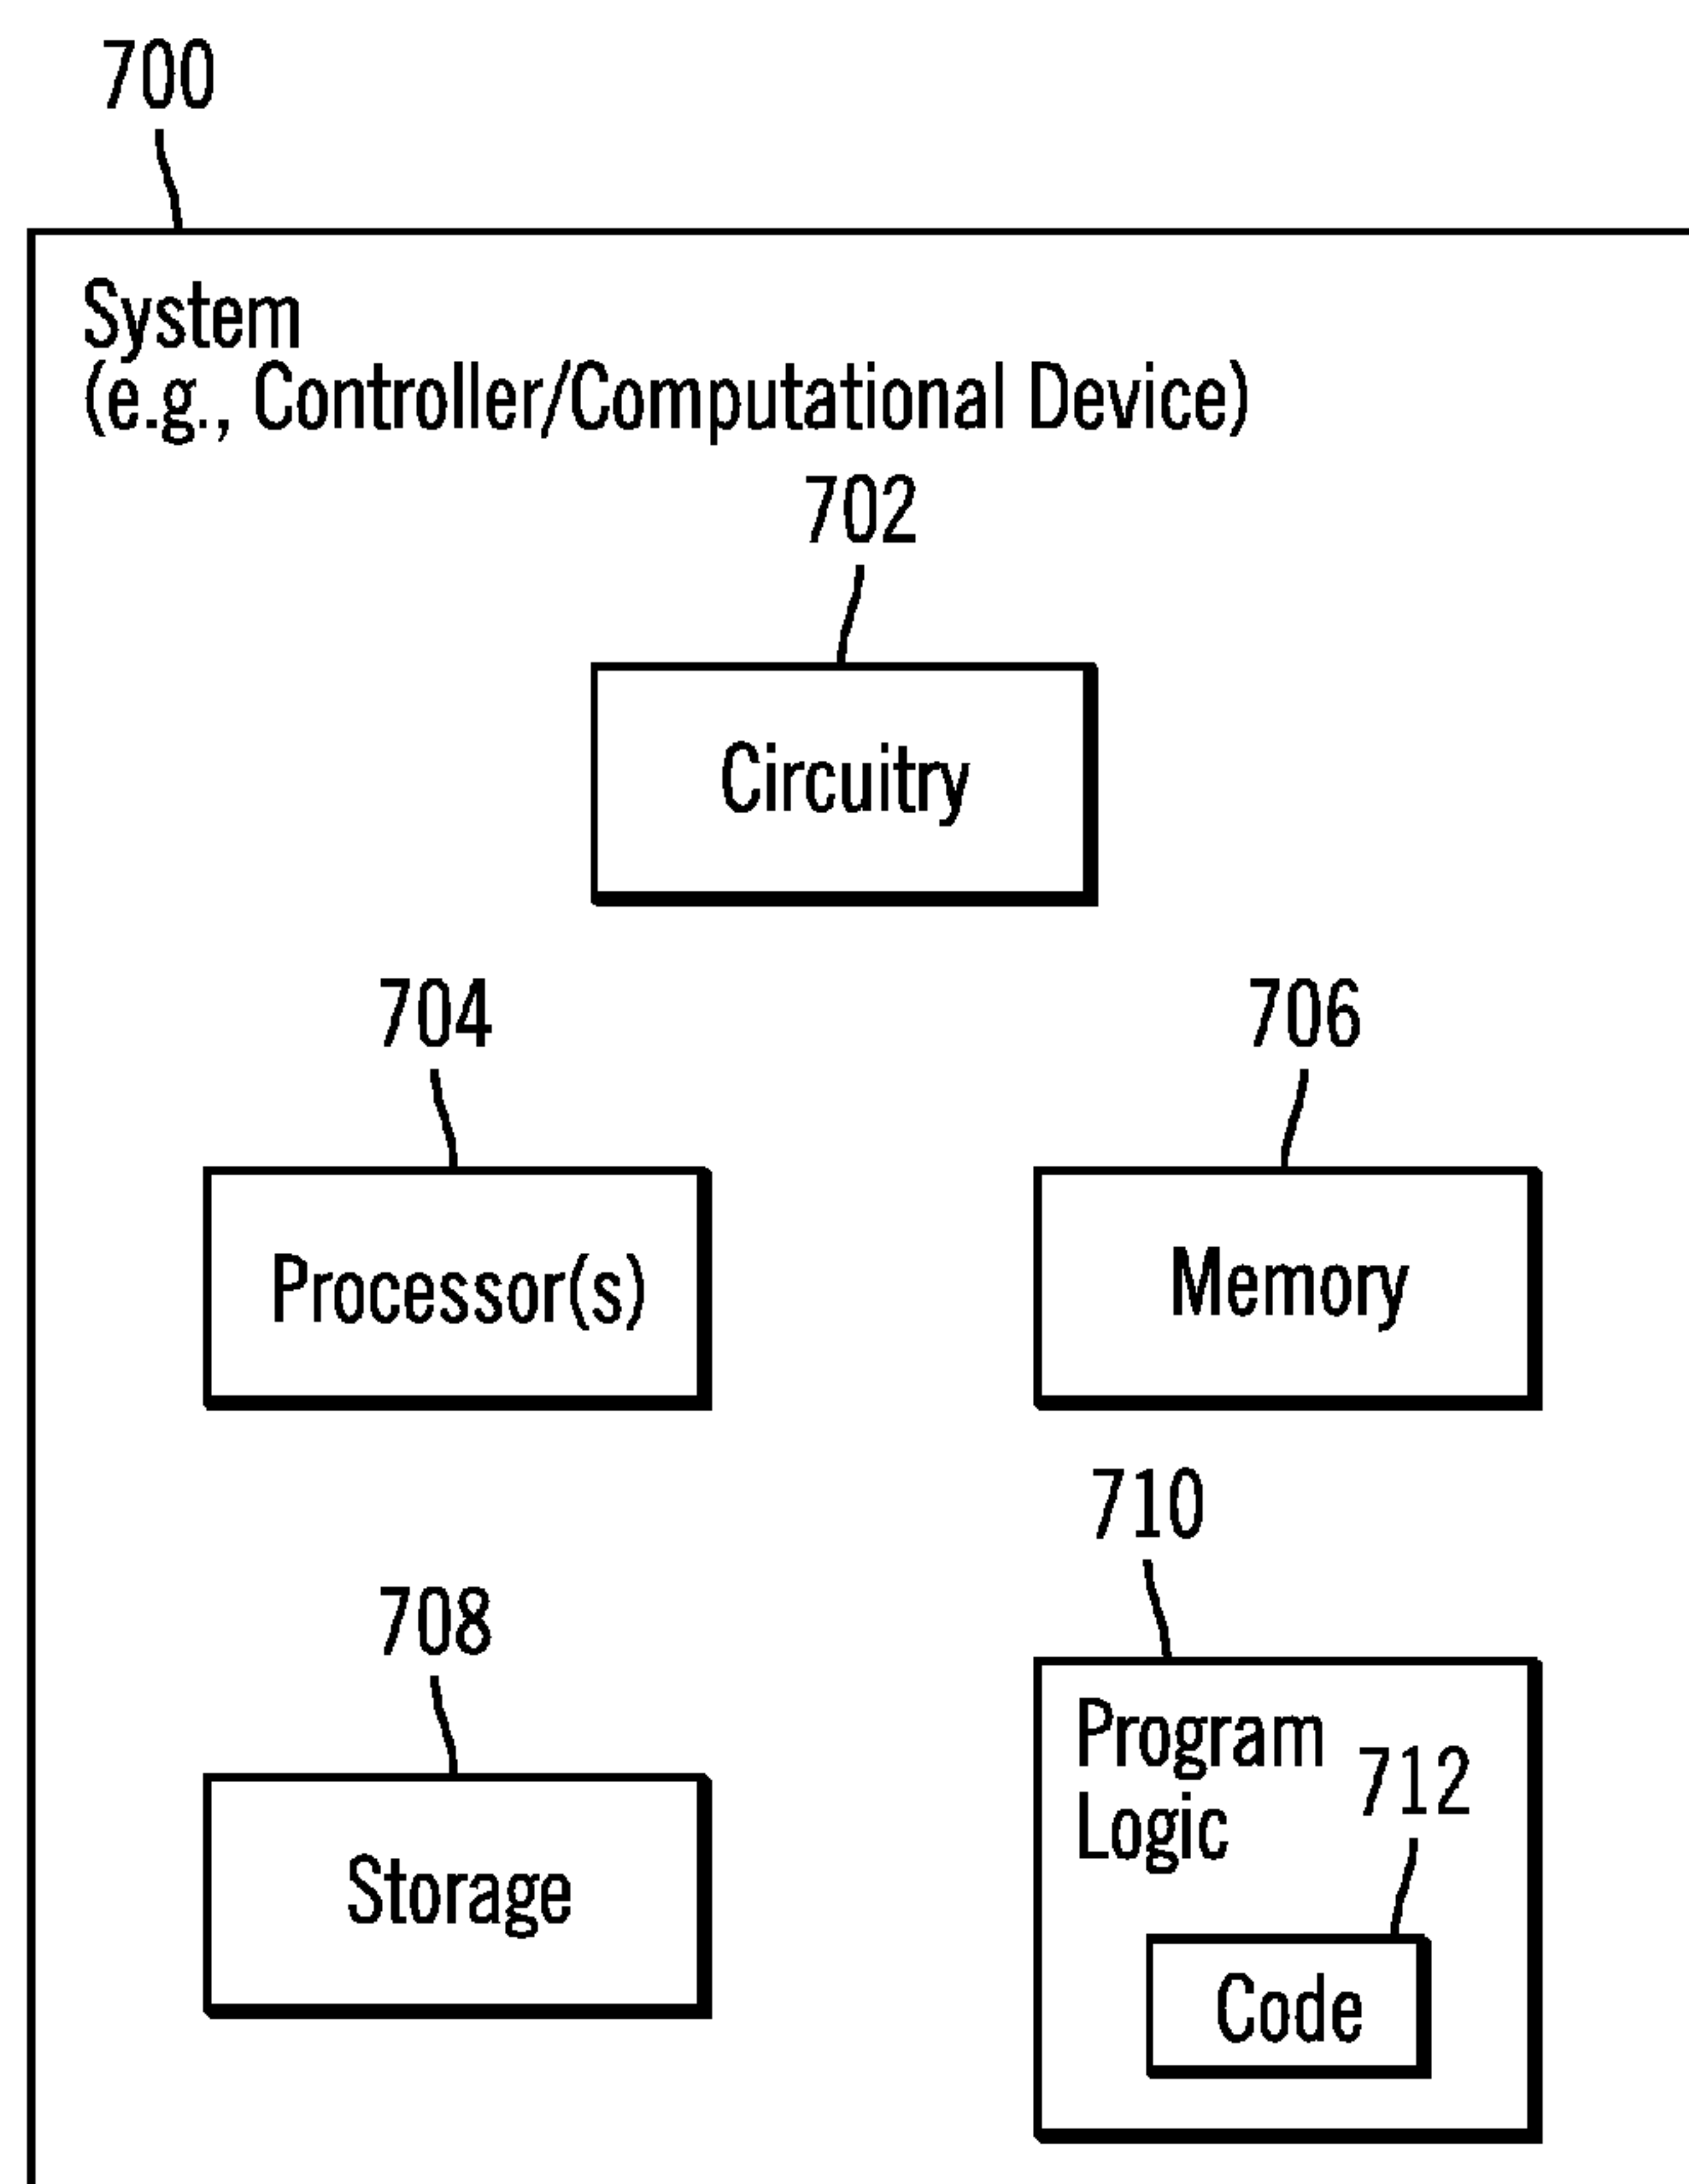 700
System
(e.g., Controller/Computational Device)
702
Circuitry
704
706
Processor(s)
Memory
710
708
Program
Logic
712
Storage
Code